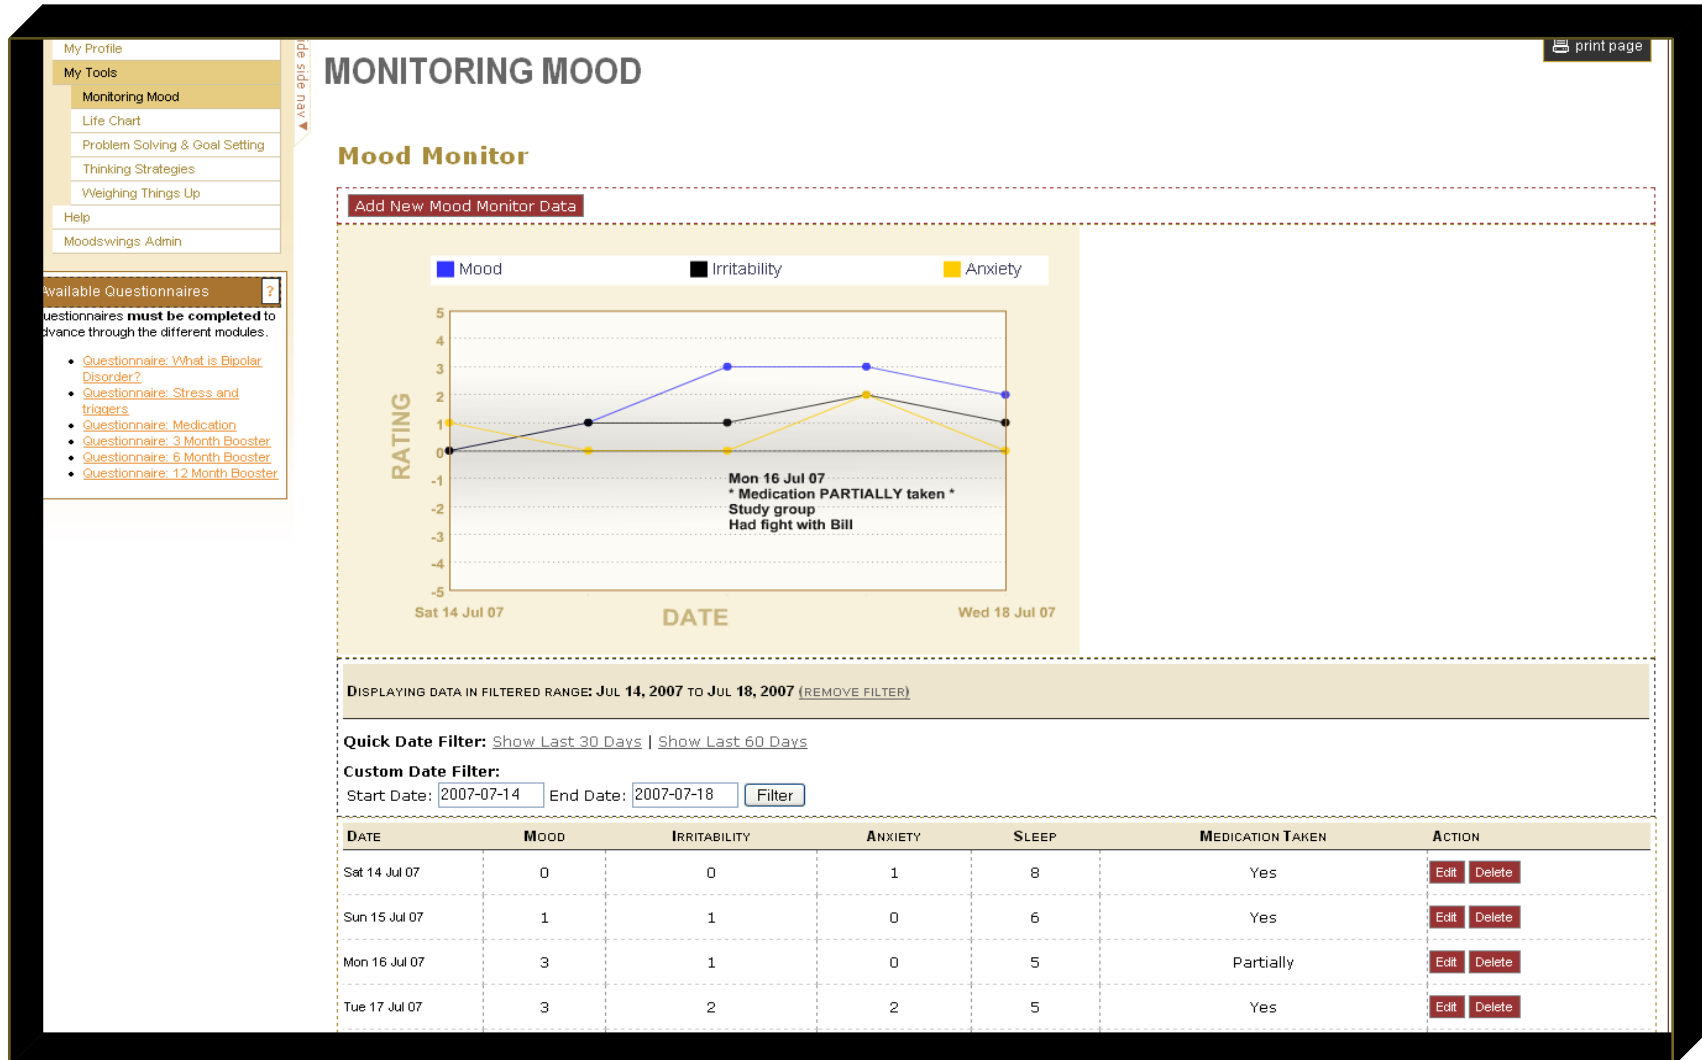 My Profile
My Tools
Monitoring Mood
Life Chart
Problem Solving & Goal Setting
Thinking Strategies
Weighing Things Up
Help
Moodswings Admin
ide side nav
Available Questionnaires ?
uestionnaires must be completed to
dvance through the different modules.
Questionnaire: What is Bipolar
Disorder?
Questionnaire: Stress and
triggers
Questionnaire: Medication
Questionnaire: 3 Month Booster
Questionnaire: 6 Month Booster
Questionnaire: 12 Month Booster
print page
MONITORING MOOD
Mood Monitor
Add New Mood Monitor Data
Mood Irritability Anxiety
5
4
3
2
1
0
-1
-2
-3
-4
-5
RATING
Mon 16 Jul 07
* Medication PARTIALLY taken *
Study group
Had fight with Bill
Sat 14 Jul 07 DATE Wed 18 Jul 07
DISPLAYING DATA IN FILTERED RANGE: JUL 14, 2007 TO JUL 18, 2007 (REMOVE FILTER)
Quick Date Filter: Show Last 30 Days | Show Last 60 Days
Custom Date Filter:
Start Date: 2007-07-14 End Date: 2007-07-18 Filter
DATE MOOD IRRITABILITY ANXIETY SLEEP MEDICATION TAKEN ACTION
Sat 14 Jul 07 0 0 1 8 Yes Edit Delete
Sun 15 Jul 07 1 1 0 6 Yes Edit Delete
Mon 16 Jul 07 3 1 0 5 Partially Edit Delete
Tue 17 Jul 07 3 2 2 5 Yes Edit Delete